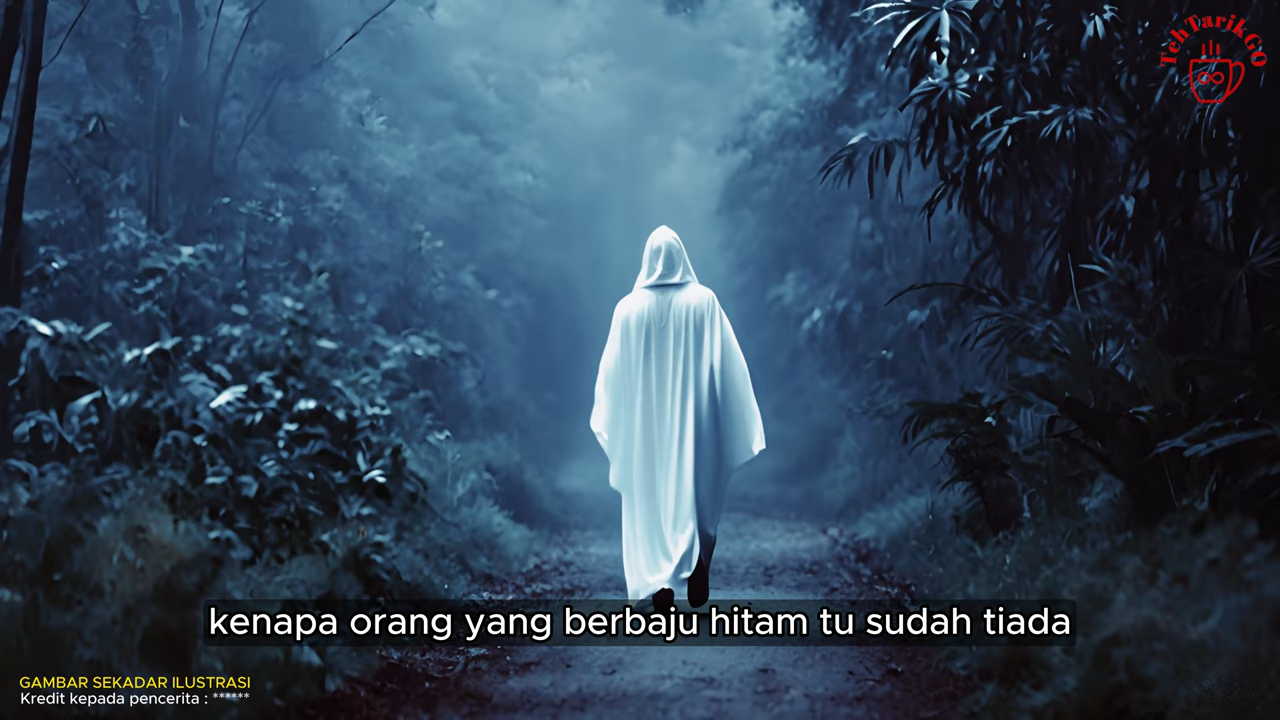 TehTarikGO
kenapa orang yang berbaju hitam tu sudah tiada
GAMBAR SEKADAR ILUSTRASI
Kredit kepada pencerita : ******